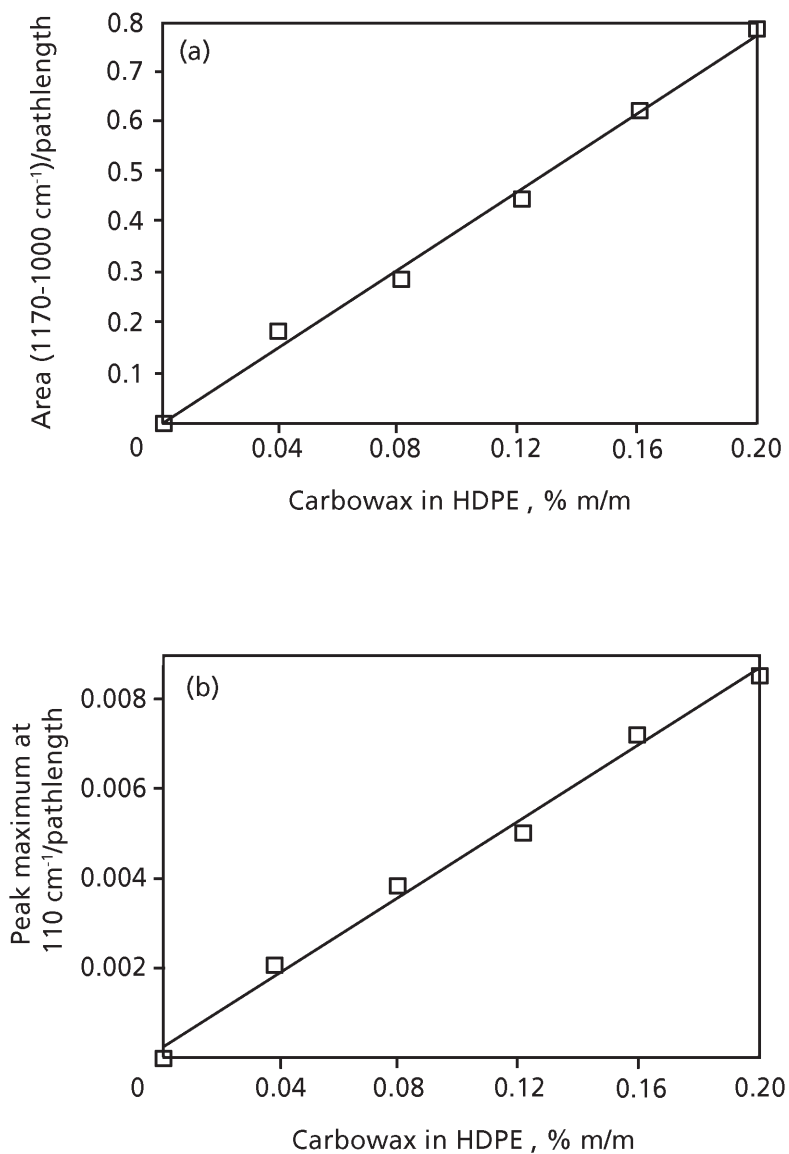 (a)
Area (1170-1000 cm⁻¹)/pathlength
0.8
0.7
0.6
0.5
0.4
0.3
0.2
0.1
0 0.04 0.08 0.12 0.16 0.20
Carbowax in HDPE , % m/m
(b)
Peak maximum at
110 cm⁻¹/pathlength
0.008
0.006
0.004
0.002
0 0.04 0.08 0.12 0.16 0.20
Carbowax in HDPE , % m/m